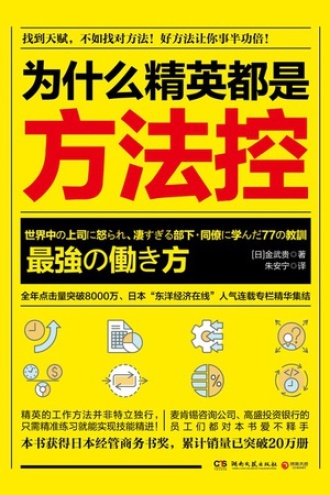 找到天赋，不如找对方法！好方法让你事半功倍！
为什么精英都是
方法控
世界中の上司に怒られ、凄すぎる部下・同僚に学んだ77の教訓
最強の働き方
[日]金武贵 著
朱安宁 译
全年点击量突破8000万、日本“东洋经济在线”人气连载专栏精华集结
精英的工作方法并非特立独行，
只需精准练习就能实现技能精进！
麦肯锡咨询公司、高盛投资银行的
员工们都对本书爱不释手
本书获得日本经管商务书奖，累计销量已突破20万册
湖南文艺出版社